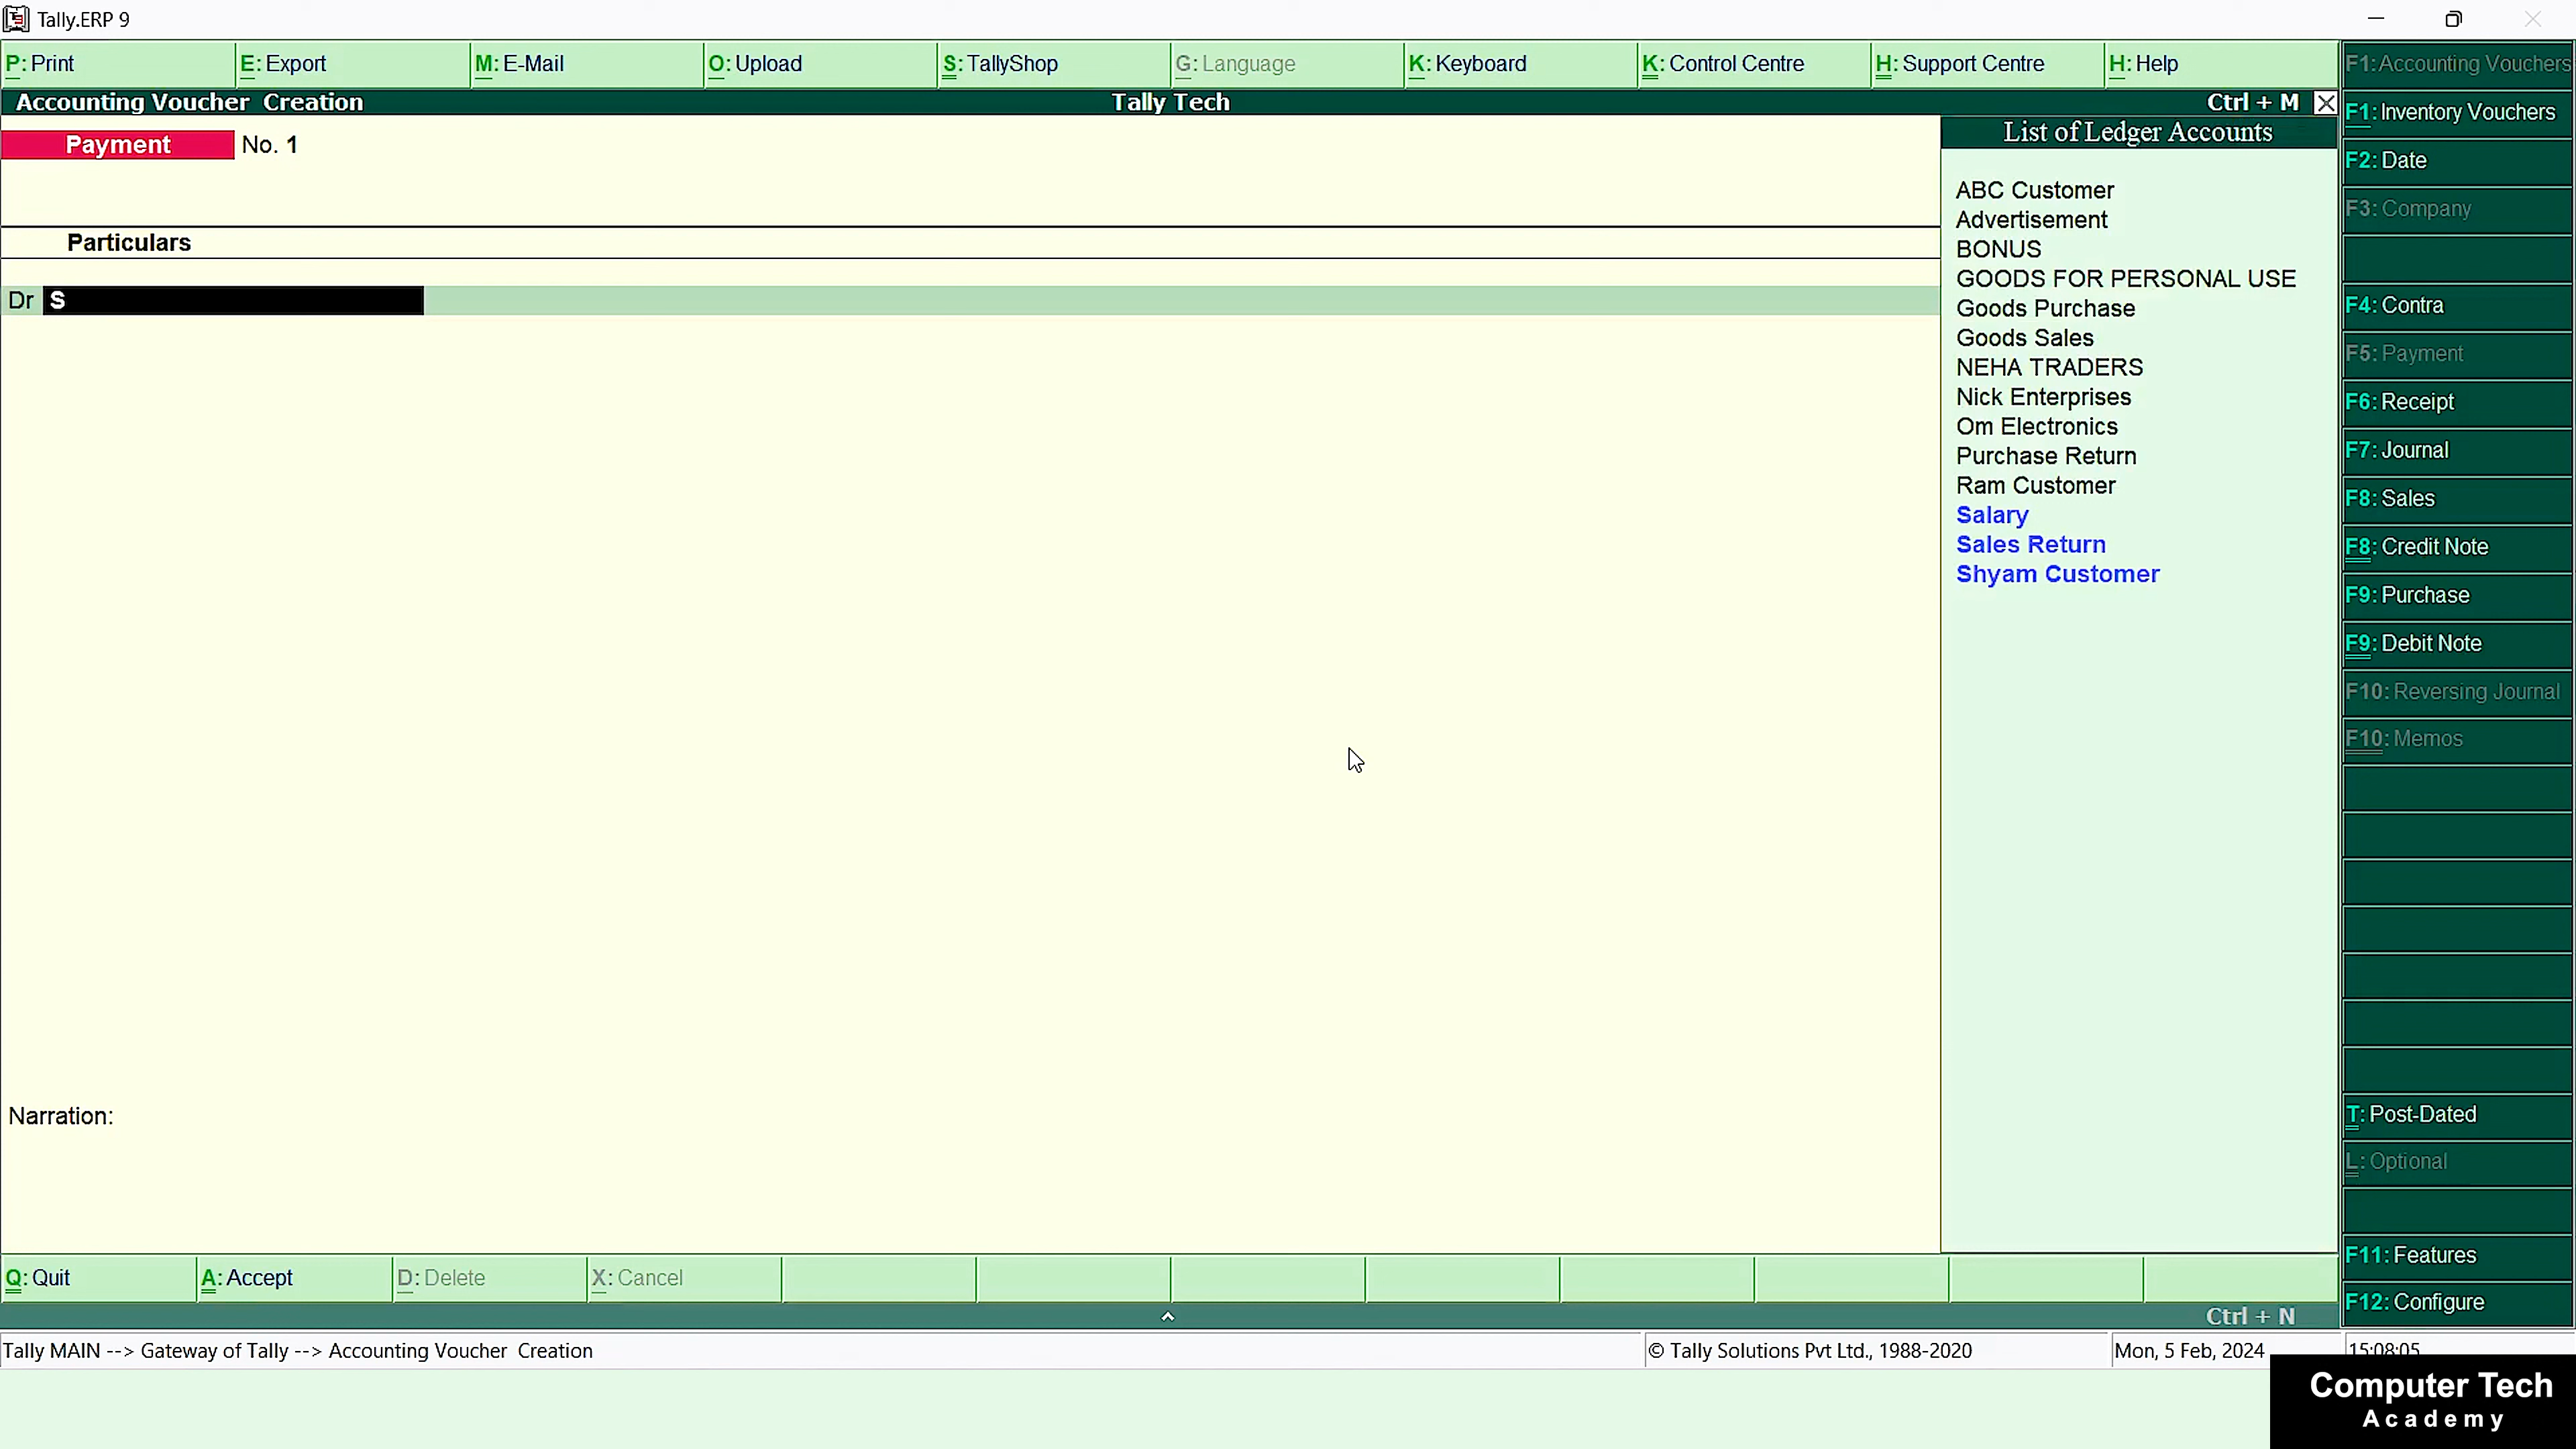 Tally.ERP 9
P: Print E: Export M: E-Mail O: Upload S: TallyShop G: Language K: Keyboard K: Control Centre H: Support Centre H: Help
Accounting Voucher Creation Tally Tech Ctrl + M
Payment No. 1
Particulars
Dr S
Narration:
List of Ledger Accounts
ABC Customer
Advertisement
BONUS
GOODS FOR PERSONAL USE
Goods Purchase
Goods Sales
NEHA TRADERS
Nick Enterprises
Om Electronics
Purchase Return
Ram Customer
Salary
Sales Return
Shyam Customer
F1: Accounting Vouchers
F1: Inventory Vouchers
F2: Date
F3: Company
F4: Contra
F5: Payment
F6: Receipt
F7: Journal
F8: Sales
F8: Credit Note
F9: Purchase
F9: Debit Note
F10: Reversing Journal
F10: Memos
T: Post-Dated
L: Optional
F11: Features
F12: Configure
Q: Quit A: Accept D: Delete X: Cancel
Ctrl + N
Tally MAIN --> Gateway of Tally --> Accounting Voucher Creation © Tally Solutions Pvt Ltd., 1988-2020 Mon, 5 Feb, 2024 15:08:05
Computer Tech
Academy